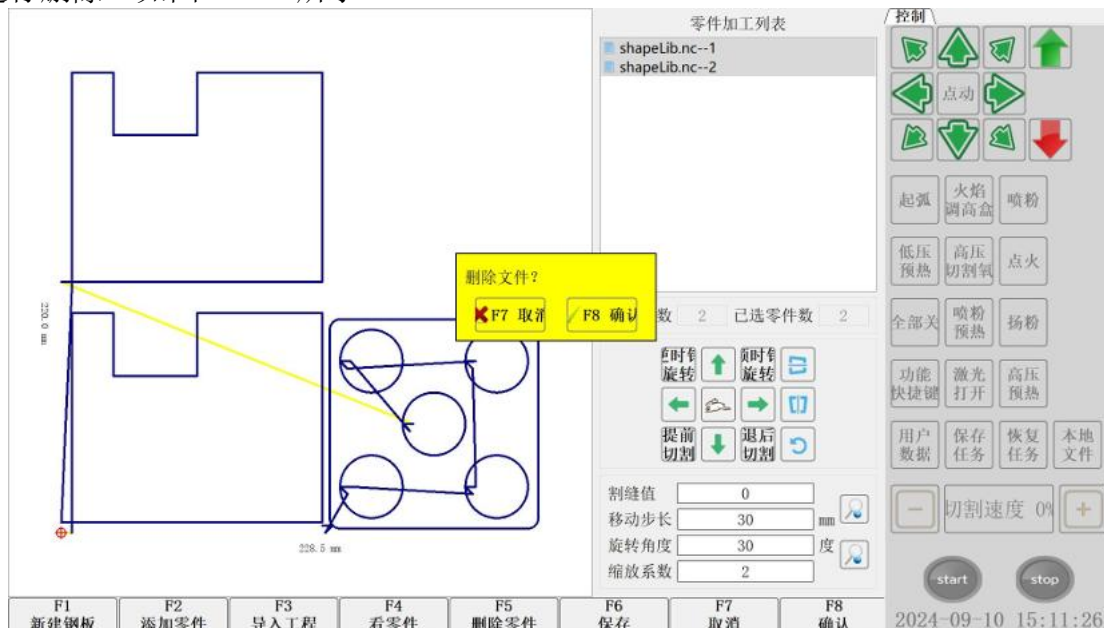 零件加工列表
shapeLib.nc--1
shapeLib.nc--2
控制
点动
起弧
火焰
调高盒
喷粉
低压
预热
高压
切割氧
点火
全部关
喷粉
预热
扬粉
功能
快捷键
激光
打开
高压
预热
用户
数据
保存
任务
恢复
任务
本地
文件
切割速度 0%
start
stop
2024-09-10 15:11:26
删除文件?
F7 取消
F8 确认
数 2 已选零件数 2
逆时针
旋转
顺时针
旋转
提前
切割
退后
切割
割缝值 0
移动步长 30 mm
旋转角度 30 度
缩放系数 2
220.0 mm
228.5 mm
F1
新建钢板
F2
添加零件
F3
导入工程
F4
看零件
F5
删除零件
F6
保存
F7
取消
F8
确认